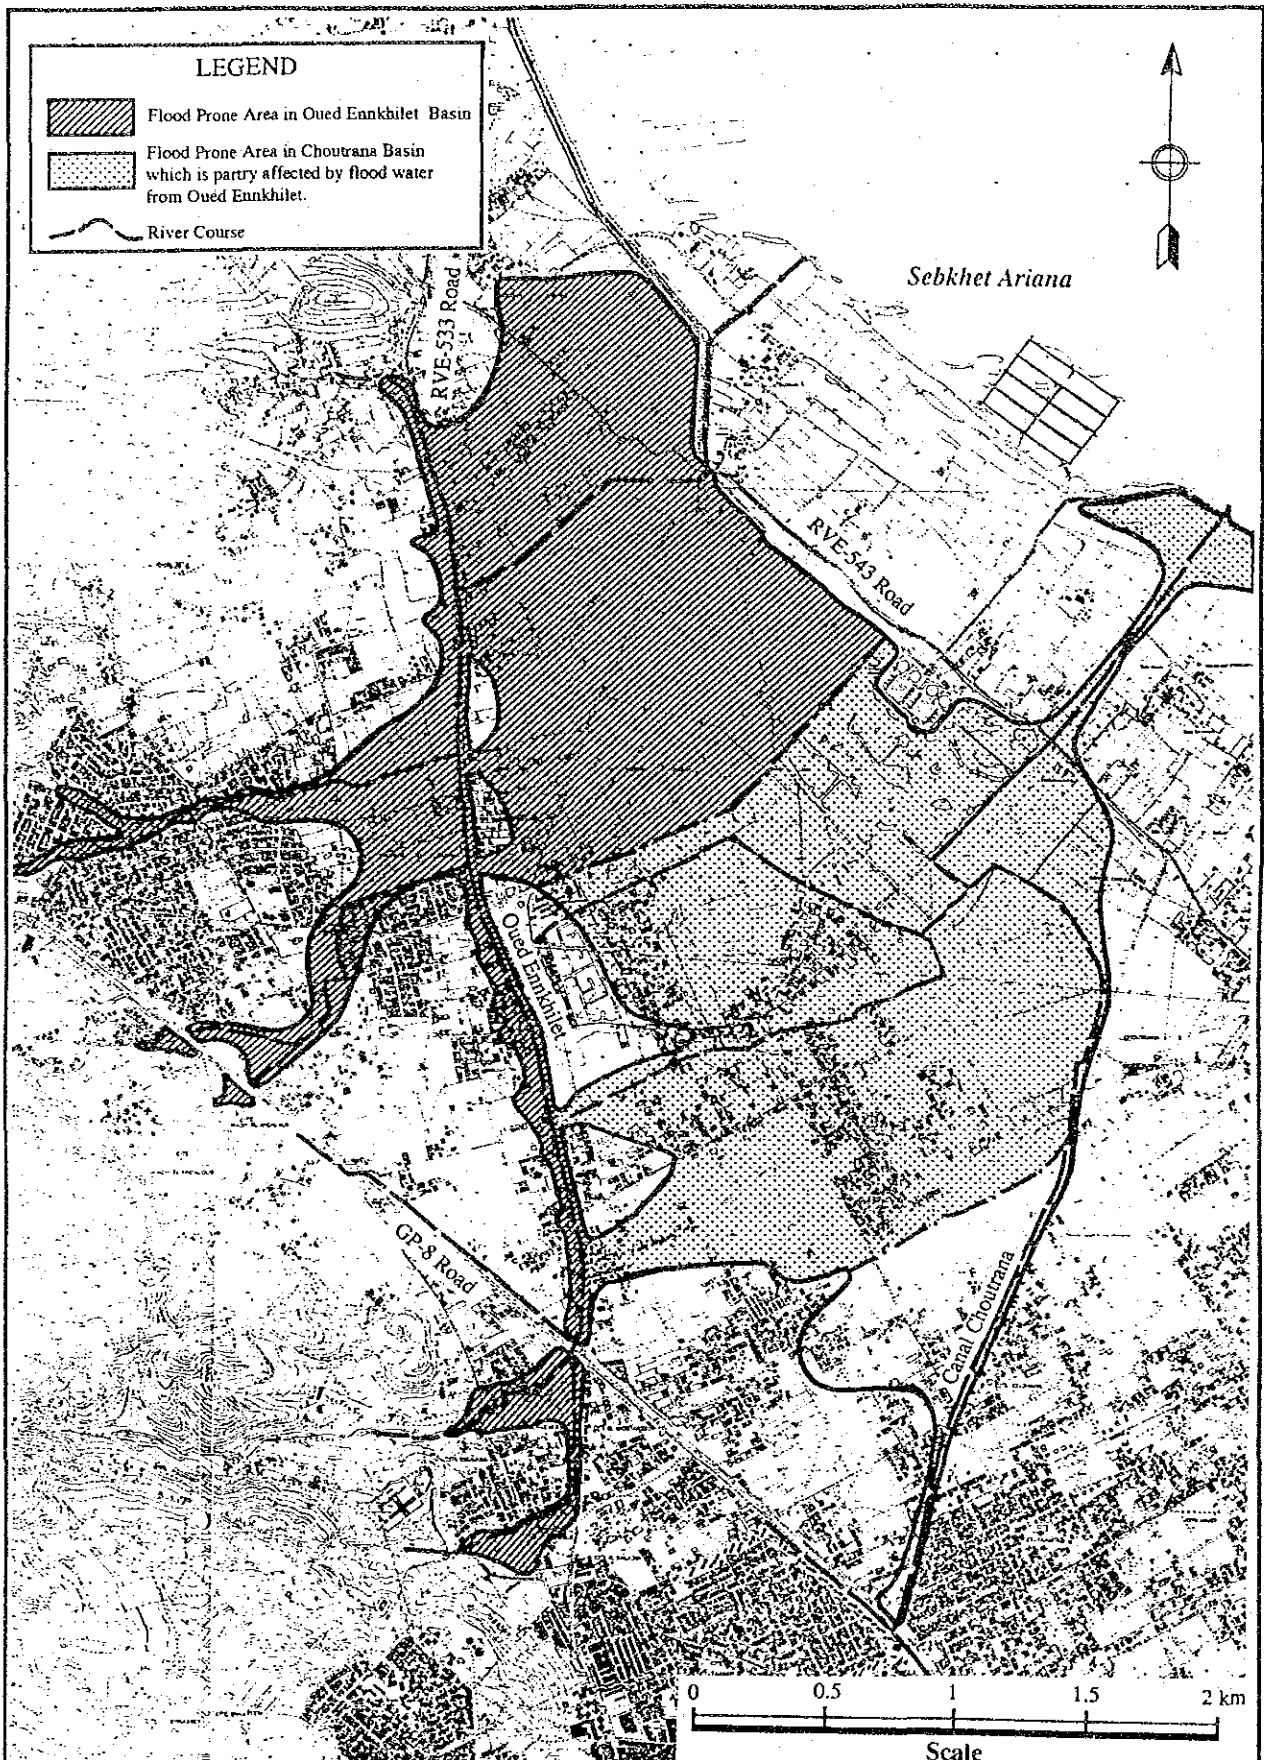 LEGEND
Flood Prone Area in Oued Ennkhilet Basin
Flood Prone Area in Choutrana Basin
which is partry affected by flood water
from Oued Ennkhilet.
River Course
Sebkhet Ariana
RVE-533 Road
RVE-543 Road
Oued Ennkhilet
GP-8 Road
Canal Choutrana
0 0.5 1 1.5 2 km
Scale